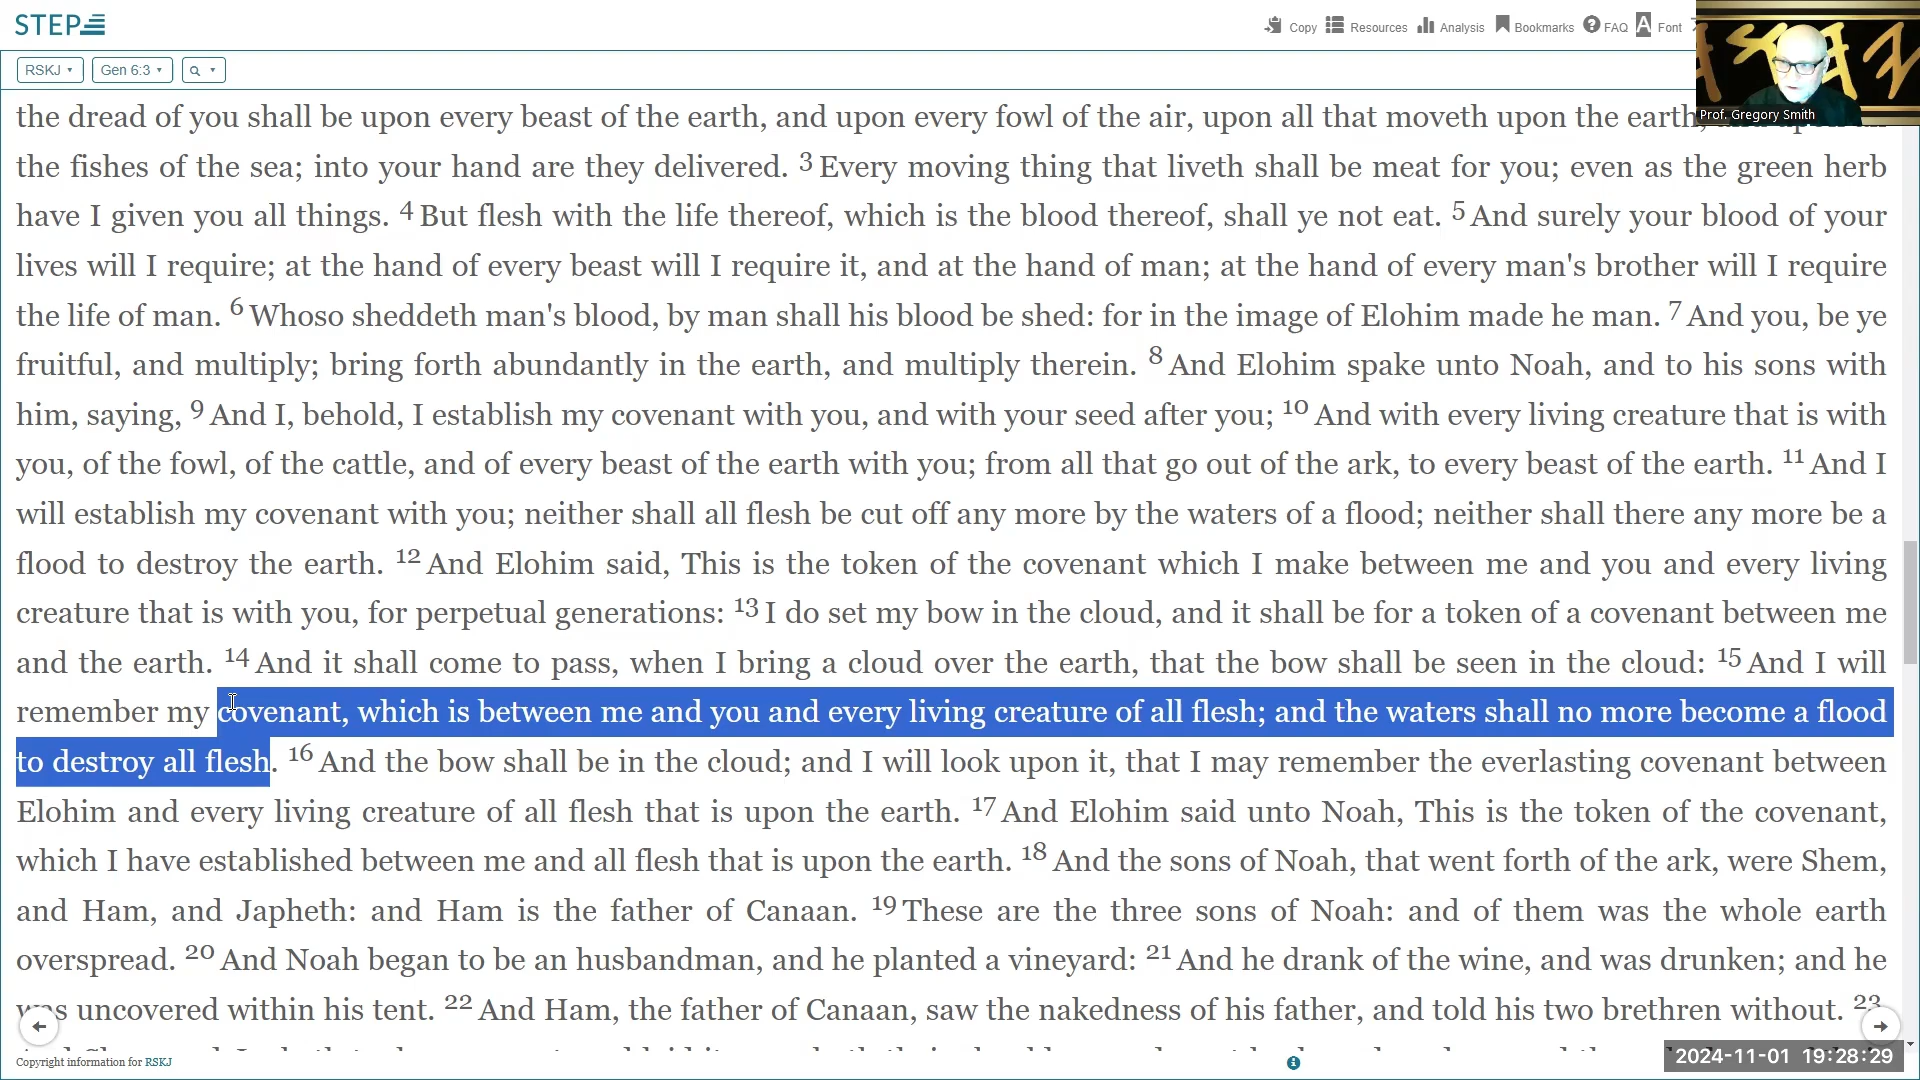 STEP
Copy Resources Analysis Bookmarks FAQ A Font
RSKJ Gen 6:3
Prof. Gregory Smith
the dread of you shall be upon every beast of the earth, and upon every fowl of the air, upon all that moveth upon the earth,
the fishes of the sea; into your hand are they delivered. 3 Every moving thing that liveth shall be meat for you; even as the green herb
have I given you all things. 4 But flesh with the life thereof, which is the blood thereof, shall ye not eat. 5 And surely your blood of your
lives will I require; at the hand of every beast will I require it, and at the hand of man; at the hand of every man's brother will I require
the life of man. 6 Whoso sheddeth man's blood, by man shall his blood be shed: for in the image of Elohim made he man. 7 And you, be ye
fruitful, and multiply; bring forth abundantly in the earth, and multiply therein. 8 And Elohim spake unto Noah, and to his sons with
him, saying, 9 And I, behold, I establish my covenant with you, and with your seed after you; 10 And with every living creature that is with
you, of the fowl, of the cattle, and of every beast of the earth with you; from all that go out of the ark, to every beast of the earth. 11 And I
will establish my covenant with you; neither shall all flesh be cut off any more by the waters of a flood; neither shall there any more be a
flood to destroy the earth. 12 And Elohim said, This is the token of the covenant which I make between me and you and every living
creature that is with you, for perpetual generations: 13 I do set my bow in the cloud, and it shall be for a token of a covenant between me
and the earth. 14 And it shall come to pass, when I bring a cloud over the earth, that the bow shall be seen in the cloud: 15 And I will
remember my covenant, which is between me and you and every living creature of all flesh; and the waters shall no more become a flood
to destroy all flesh. 16 And the bow shall be in the cloud; and I will look upon it, that I may remember the everlasting covenant between
Elohim and every living creature of all flesh that is upon the earth. 17 And Elohim said unto Noah, This is the token of the covenant,
which I have established between me and all flesh that is upon the earth. 18 And the sons of Noah, that went forth of the ark, were Shem,
and Ham, and Japheth: and Ham is the father of Canaan. 19 These are the three sons of Noah: and of them was the whole earth
overspread. 20 And Noah began to be an husbandman, and he planted a vineyard: 21 And he drank of the wine, and was drunken; and he
was uncovered within his tent. 22 And Ham, the father of Canaan, saw the nakedness of his father, and told his two brethren without. 23
Copyright information for RSKJ
2024-11-01 19:28:29